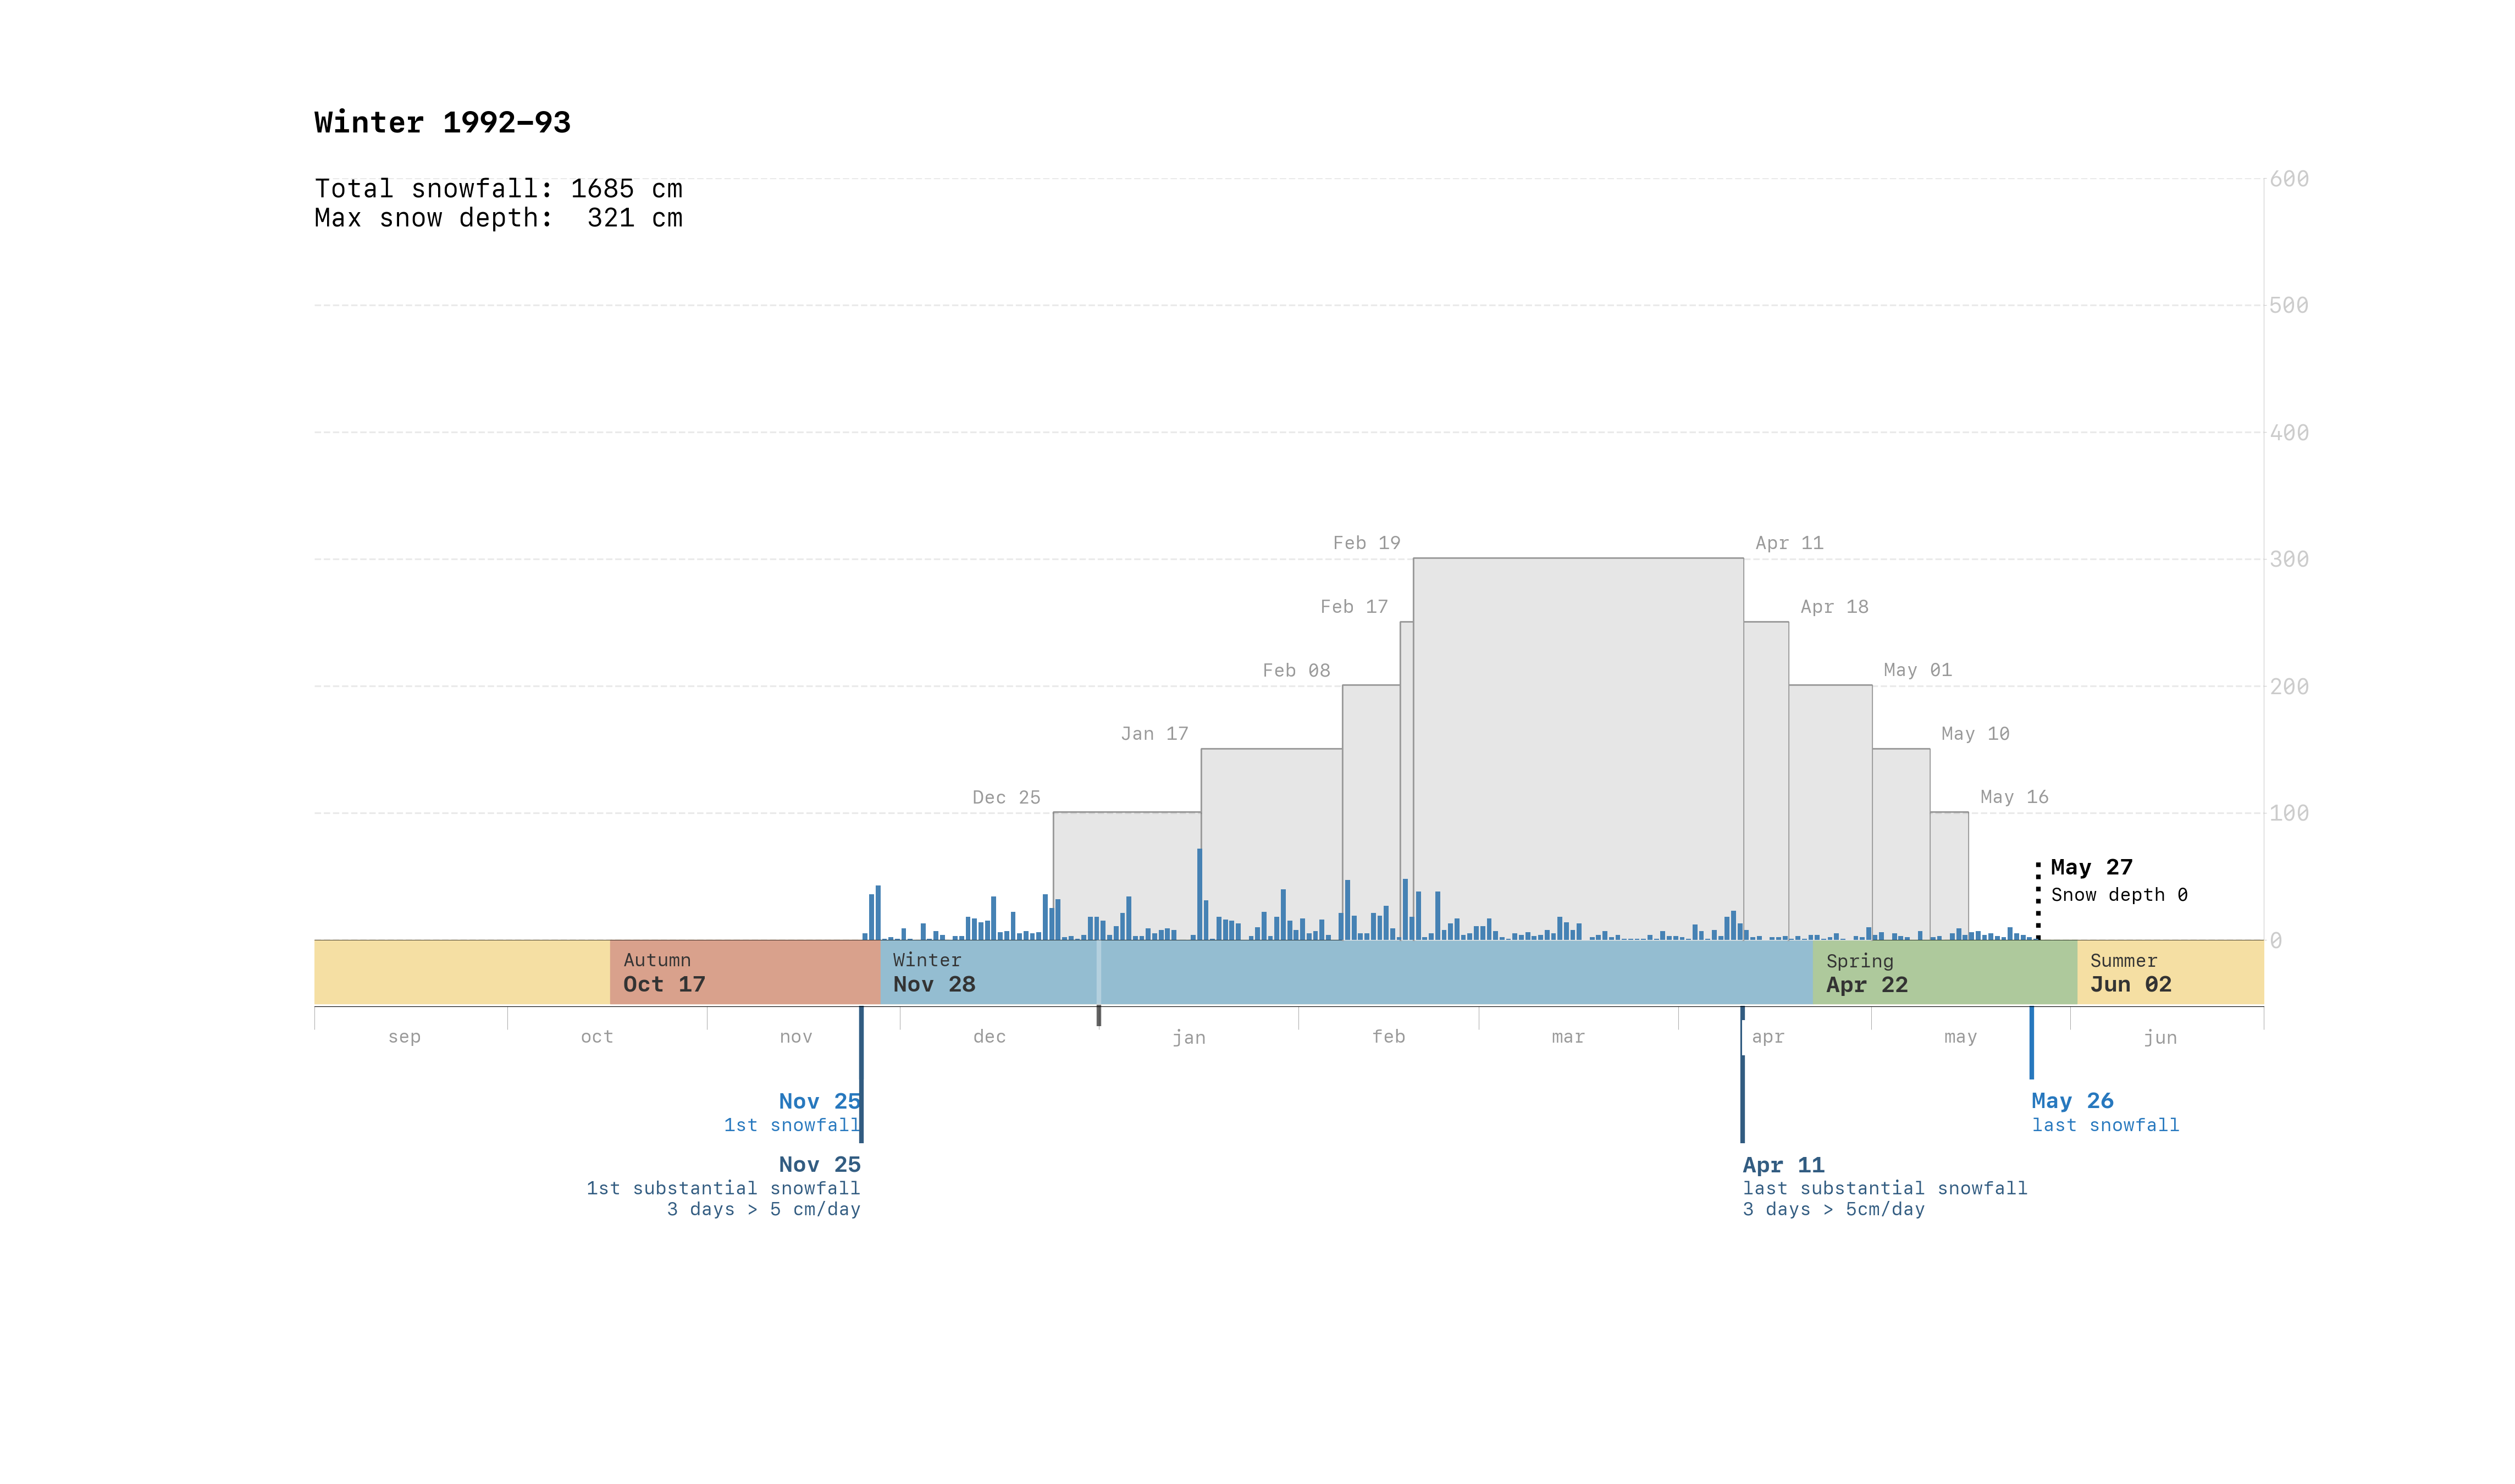 Winter 1992–93
Total snowfall: 1685 cm
Max snow depth: 321 cm
600
500
400
300
200
100
0
Feb 19
Apr 11
Feb 17
Apr 18
Feb 08
May 01
Jan 17
May 10
Dec 25
May 16
May 27
Snow depth 0
Autumn
Oct 17
Winter
Nov 28
Spring
Apr 22
Summer
Jun 02
sep
oct
nov
dec
jan
feb
mar
apr
may
jun
Nov 25
1st snowfall
Nov 25
1st substantial snowfall
3 days > 5 cm/day
Apr 11
last substantial snowfall
3 days > 5cm/day
May 26
last snowfall